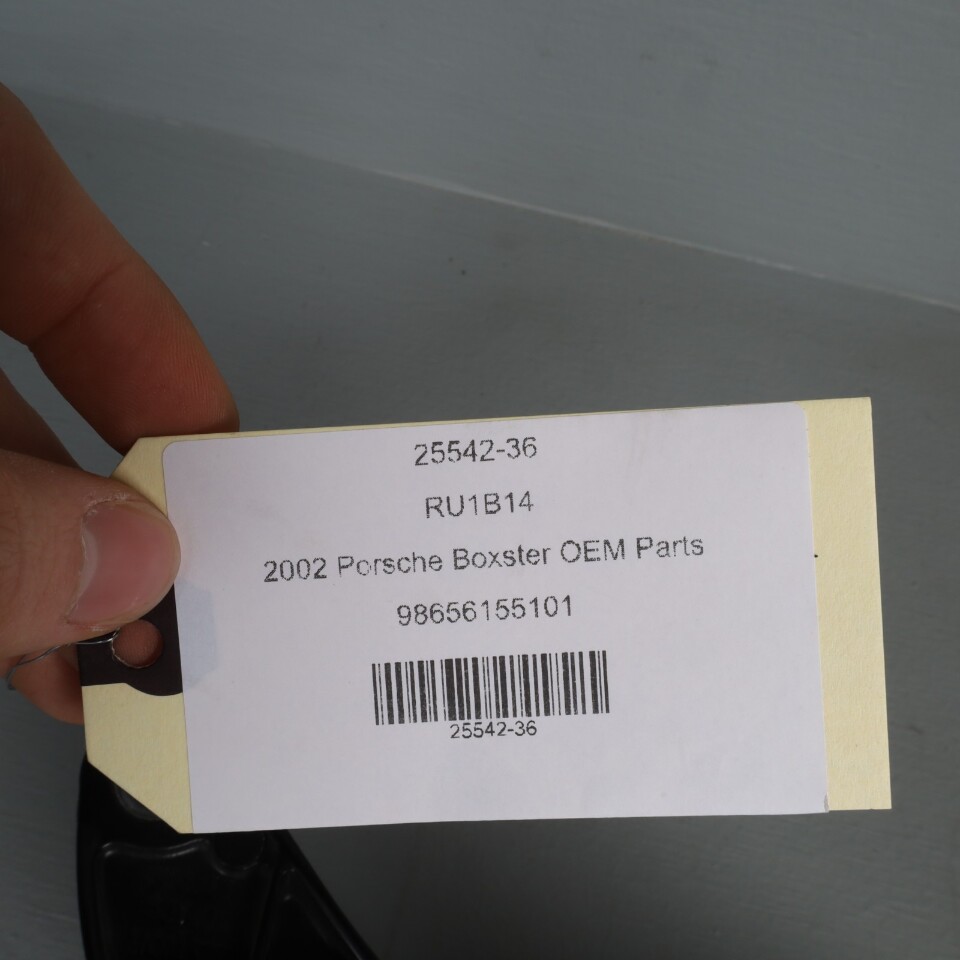 25542-36
RU1B14
2002 Porsche Boxster OEM Parts
98656155101
25542-36